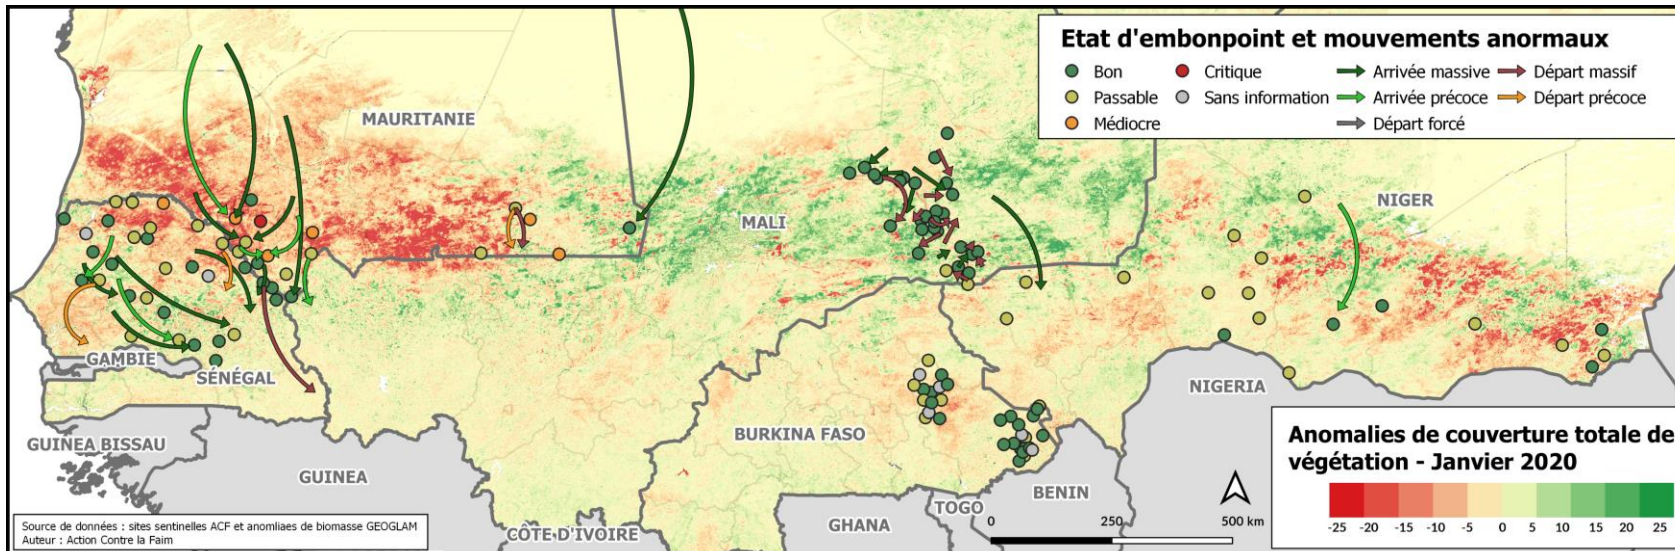 Etat d'embonpoint et mouvements anormaux
Bon
Critique
Arrivée massive
Départ massif
Passable
Sans information
Arrivée précoce
Départ précoce
Médiocre
Départ forcé
MAURITANIE
MALI
NIGER
GAMBIE
SÉNÉGAL
NIGERIA
BURKINA FASO
GUINEA BISSAU
GUINEA
BENIN
TOGO
GHANA
CÔTE D'IVOIRE
Anomalies de couverture totale de
végétation - Janvier 2020
-25 -20 -15 -10 -5 0 5 10 15 20 25
0 250 500 km
Source de données : sites sentinelles ACF et anomliaes de biomasse GEOGLAM
Auteur : Action Contre la Faim